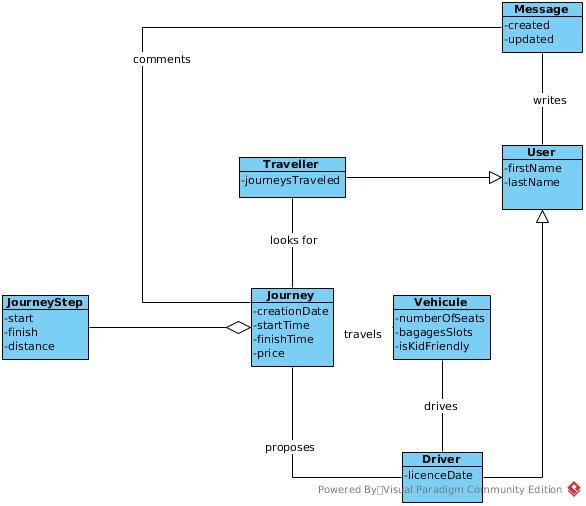 Message
-created
-updated
comments
writes
User
-firstName
-lastName
Traveller
-journeysTraveled
looks for
JourneyStep
-start
-finish
-distance
Journey
-creationDate
-startTime
-finishTime
-price
travels
Vehicule
-numberOfSeats
-bagagesSlots
-isKidFriendly
drives
proposes
Driver
-licenceDate
Powered By Visual Paradigm Community Edition